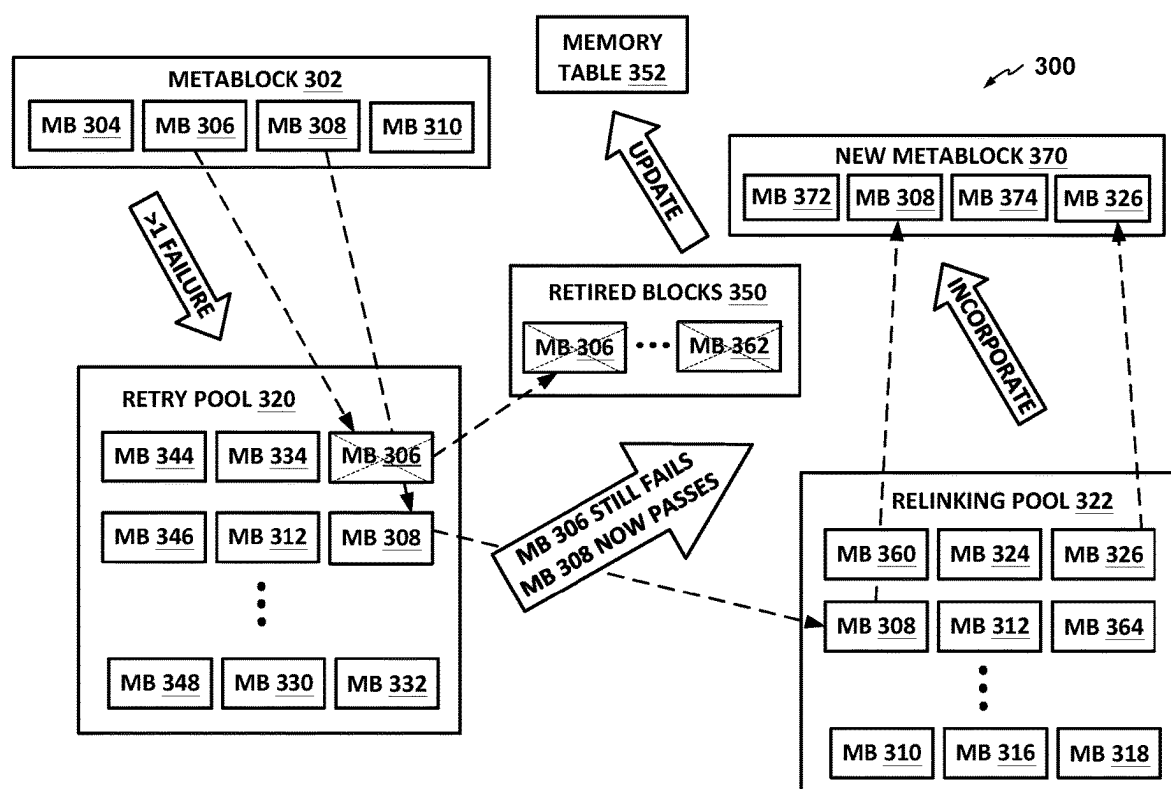 MEMORY
TABLE 352
300
METABLOCK 302
MB 304 MB 306 MB 308 MB 310
>1 FAILURE
UPDATE
NEW METABLOCK 370
MB 372 MB 308 MB 374 MB 326
RETIRED BLOCKS 350
MB 306 MB 362
INCORPORATE
RETRY POOL 320
MB 344 MB 334 MB 306
MB 346 MB 312 MB 308
MB 348 MB 330 MB 332
MB 306 STILL FAILS
MB 308 NOW PASSES
RELINKING POOL 322
MB 360 MB 324 MB 326
MB 308 MB 312 MB 364
MB 310 MB 316 MB 318